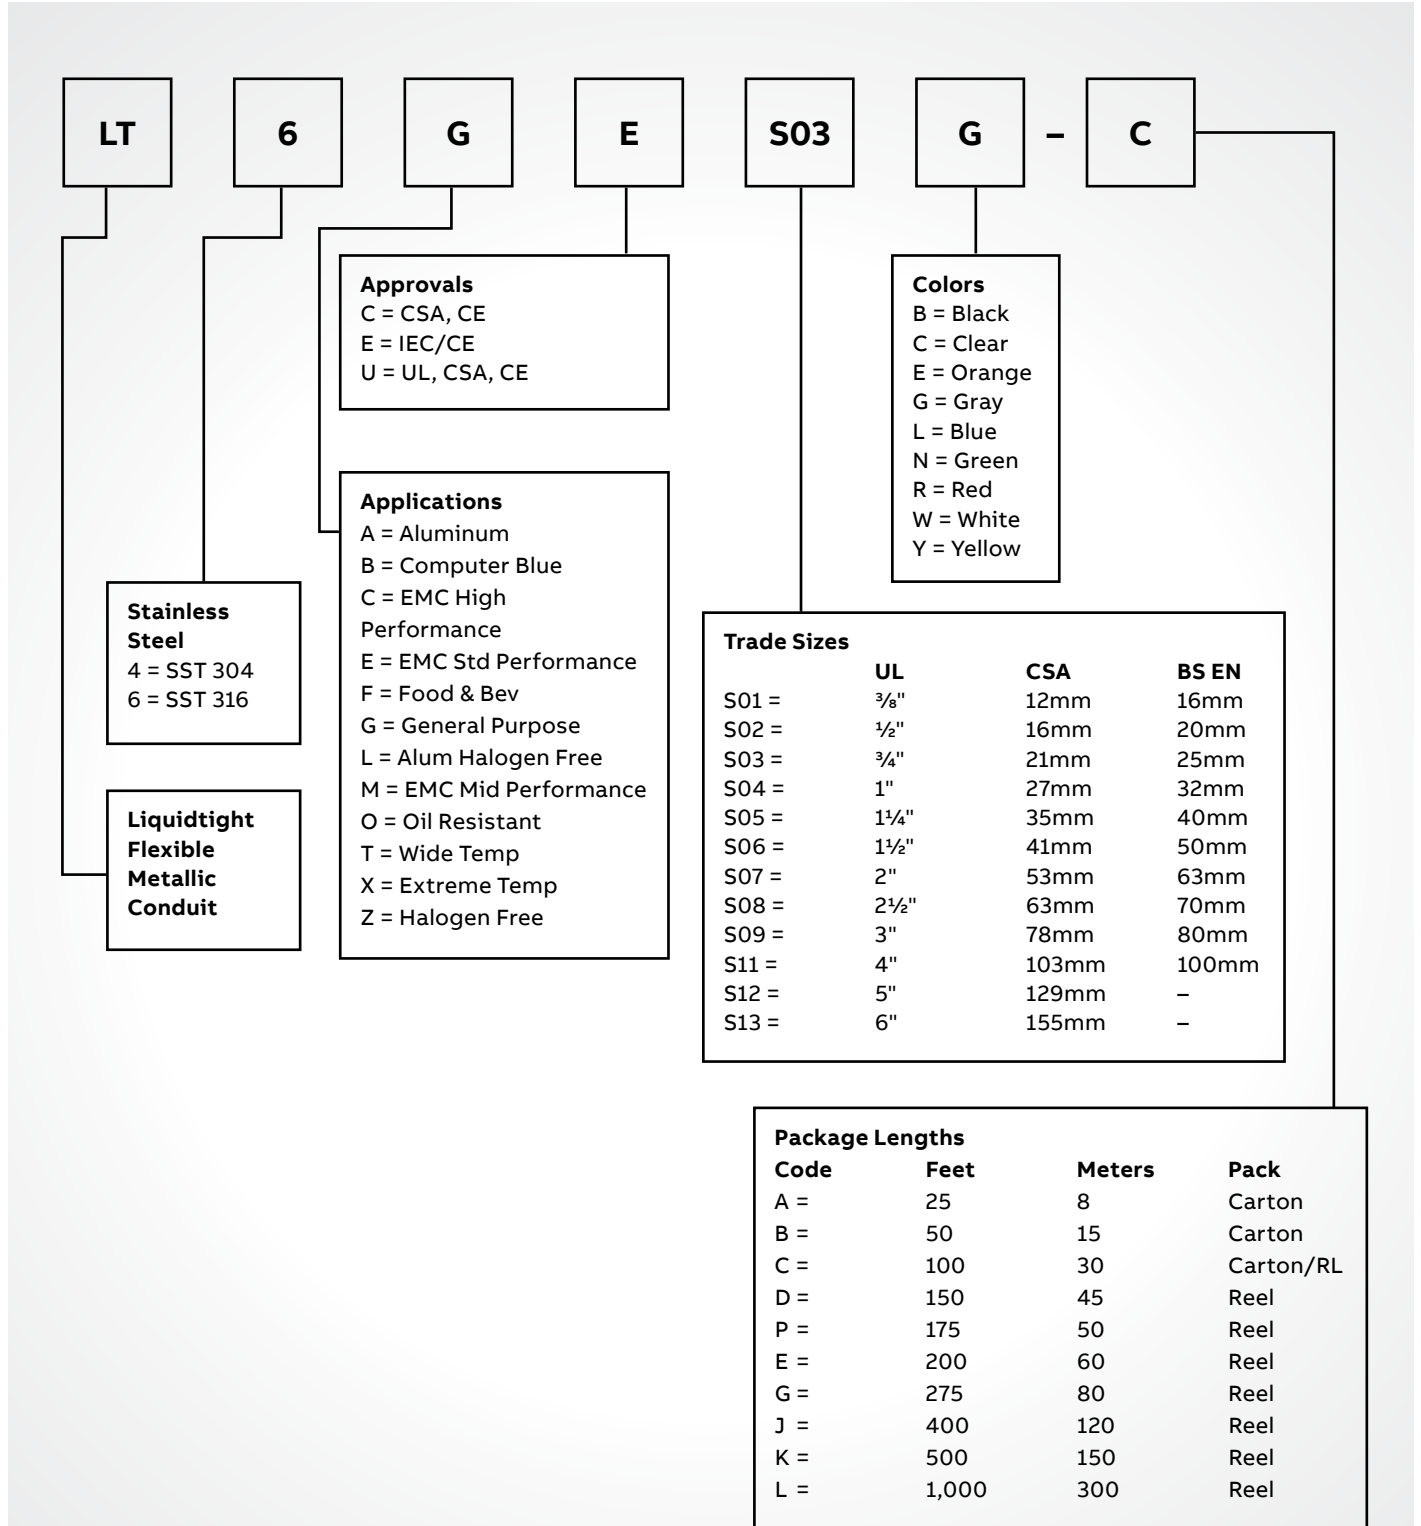 LT 6 G E S03 G – C
Approvals
C = CSA, CE
E = IEC/CE
U = UL, CSA, CE
Colors
B = Black
C = Clear
E = Orange
G = Gray
L = Blue
N = Green
R = Red
W = White
Y = Yellow
Applications
A = Aluminum
B = Computer Blue
C = EMC High
Performance
E = EMC Std Performance
F = Food & Bev
G = General Purpose
L = Alum Halogen Free
M = EMC Mid Performance
O = Oil Resistant
T = Wide Temp
X = Extreme Temp
Z = Halogen Free
Stainless
Steel
4 = SST 304
6 = SST 316
Liquidtight
Flexible
Metallic
Conduit
Trade Sizes
UL CSA BS EN
S01 = ⅜" 12mm 16mm
S02 = ½" 16mm 20mm
S03 = ¾" 21mm 25mm
S04 = 1" 27mm 32mm
S05 = 1¼" 35mm 40mm
S06 = 1½" 41mm 50mm
S07 = 2" 53mm 63mm
S08 = 2½" 63mm 70mm
S09 = 3" 78mm 80mm
S11 = 4" 103mm 100mm
S12 = 5" 129mm –
S13 = 6" 155mm –
Package Lengths
Code Feet Meters Pack
A = 25 8 Carton
B = 50 15 Carton
C = 100 30 Carton/RL
D = 150 45 Reel
P = 175 50 Reel
E = 200 60 Reel
G = 275 80 Reel
J = 400 120 Reel
K = 500 150 Reel
L = 1,000 300 Reel